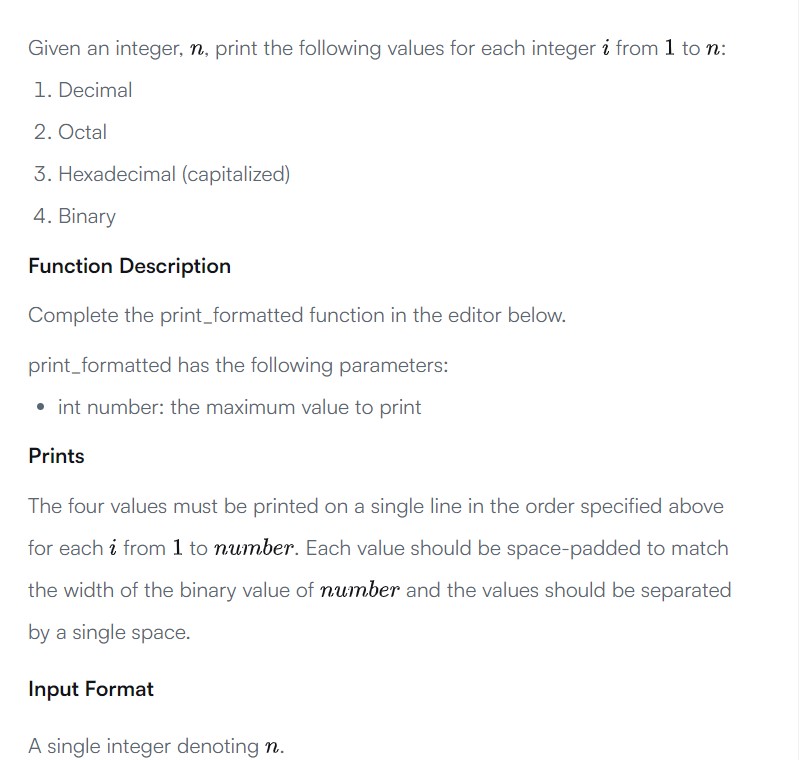 Given an integer, n, print the following values for each integer i from 1 to n:
1. Decimal
2. Octal
3. Hexadecimal (capitalized)
4. Binary
Function Description
Complete the print_formatted function in the editor below.
print_formatted has the following parameters:
• int number: the maximum value to print
Prints
The four values must be printed on a single line in the order specified above
for each i from 1 to number. Each value should be space-padded to match
the width of the binary value of number and the values should be separated
by a single space.
Input Format
A single integer denoting n.